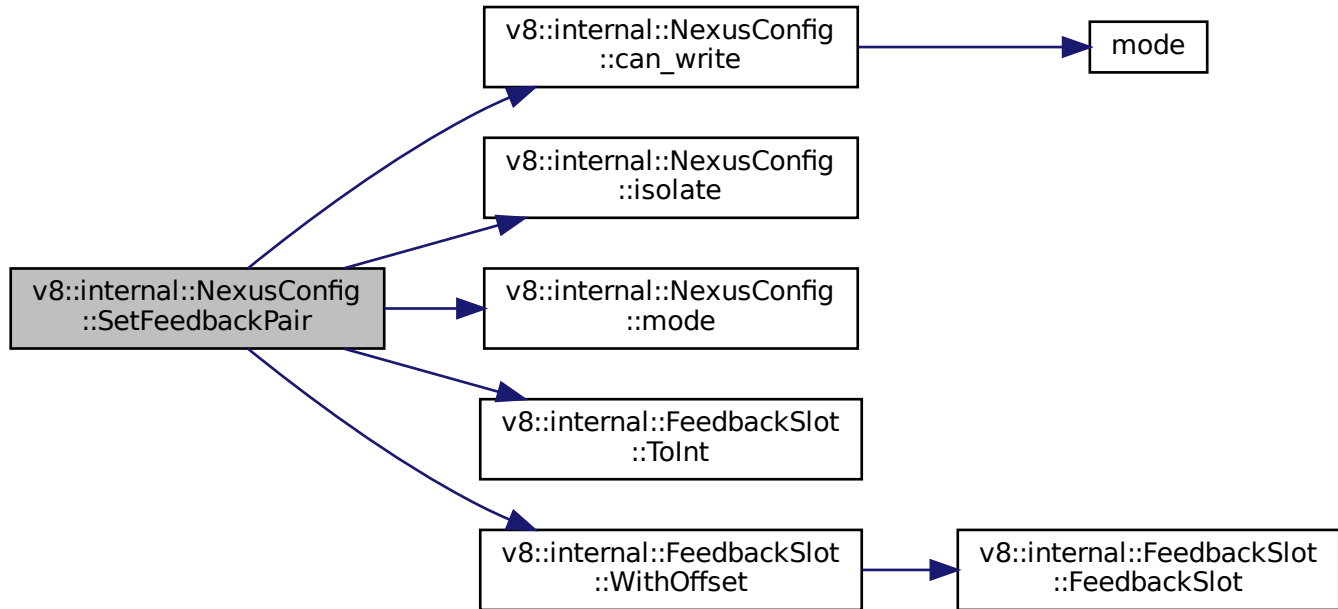 v8::internal::NexusConfig
::SetFeedbackPair
v8::internal::NexusConfig
::can_write
mode
v8::internal::NexusConfig
::isolate
v8::internal::NexusConfig
::mode
v8::internal::FeedbackSlot
::ToInt
v8::internal::FeedbackSlot
::WithOffset
v8::internal::FeedbackSlot
::FeedbackSlot